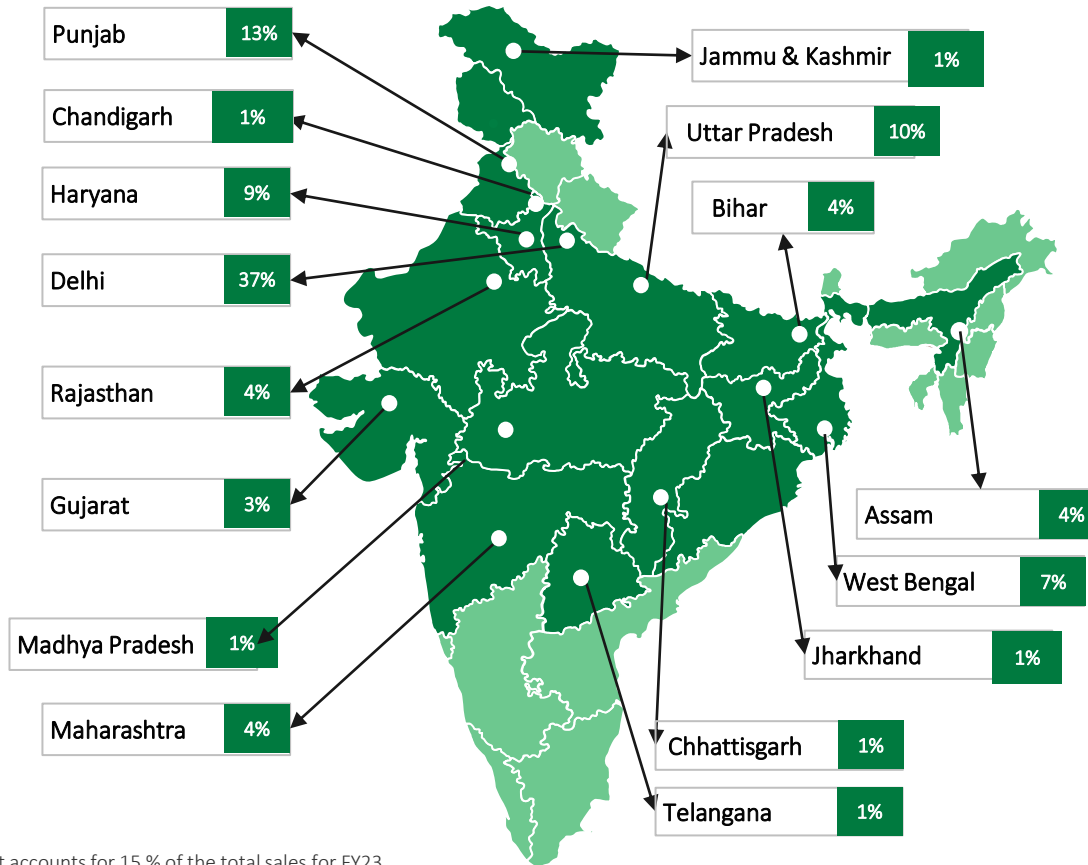 Punjab 13%
Jammu & Kashmir 1%
Chandigarh 1%
Uttar Pradesh 10%
Haryana 9%
Bihar 4%
Delhi 37%
Rajasthan 4%
Gujarat 3%
Assam 4%
West Bengal 7%
Madhya Pradesh 1%
Jharkhand 1%
Maharashtra 4%
Chhattisgarh 1%
Telangana 1%
accounts for 15 % of the total sales for FY23